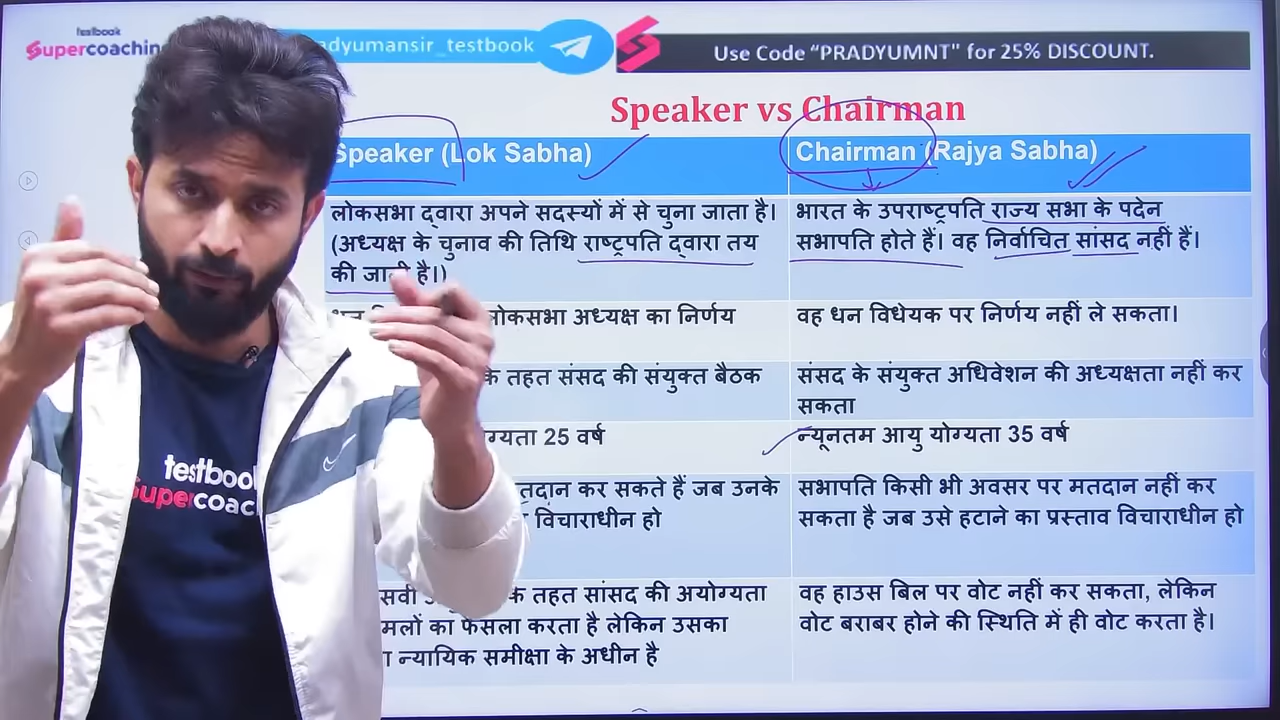 testbook
Supercoaching
adyumansir_testbook
Use Code “PRADYUMNT" for 25% DISCOUNT.
Speaker vs Chairman
Speaker (Lok Sabha)
Chairman (Rajya Sabha)
लोकसभा द्वारा अपने सदस्यों में से चुना जाता है।
(अध्यक्ष के चुनाव की तिथि राष्ट्रपति द्वारा तय
की जाती है।)
भारत के उपराष्ट्रपति राज्य सभा के पदेन
सभापति होते हैं। वह निर्वाचित सांसद नहीं हैं।
लोकसभा अध्यक्ष का निर्णय
वह धन विधेयक पर निर्णय नहीं ले सकता।
के तहत संसद की संयुक्त बैठक
संसद के संयुक्त अधिवेशन की अध्यक्षता नहीं कर
सकता
ग्यता 25 वर्ष
न्यूनतम आयु योग्यता 35 वर्ष
तदान कर सकते हैं जब उनके
विचाराधीन हो
सभापति किसी भी अवसर पर मतदान नहीं कर
सकता है जब उसे हटाने का प्रस्ताव विचाराधीन हो
सवीं के तहत सांसद की अयोग्यता
मलों का फैसला करता है लेकिन उसका
न्यायिक समीक्षा के अधीन है
वह हाउस बिल पर वोट नहीं कर सकता, लेकिन
वोट बराबर होने की स्थिति में ही वोट करता है।
testbook
Supercoac